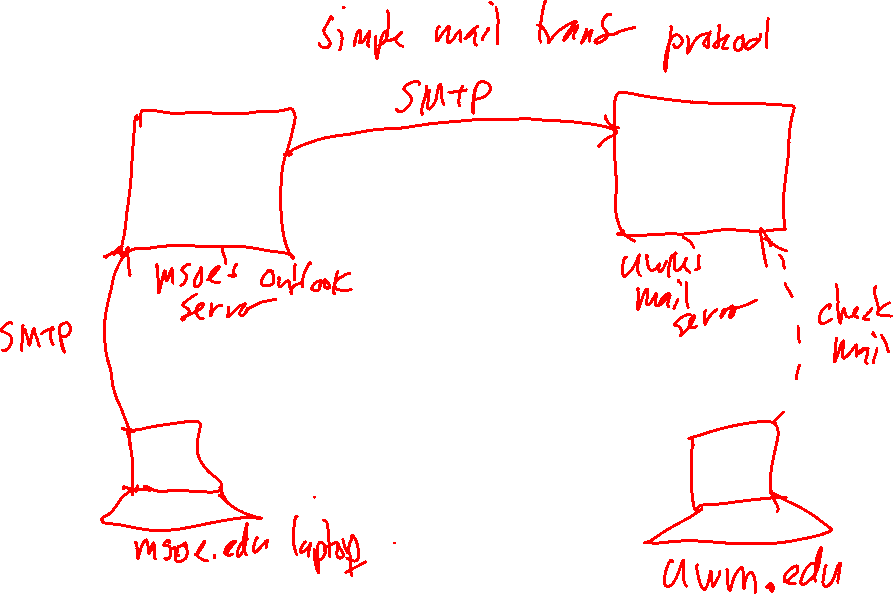 simple mail trans protocol
SMTP
msoe's outlook
server
uwm's
mail
server
SMTP
check
mail
msoe.edu laptop
uwm.edu